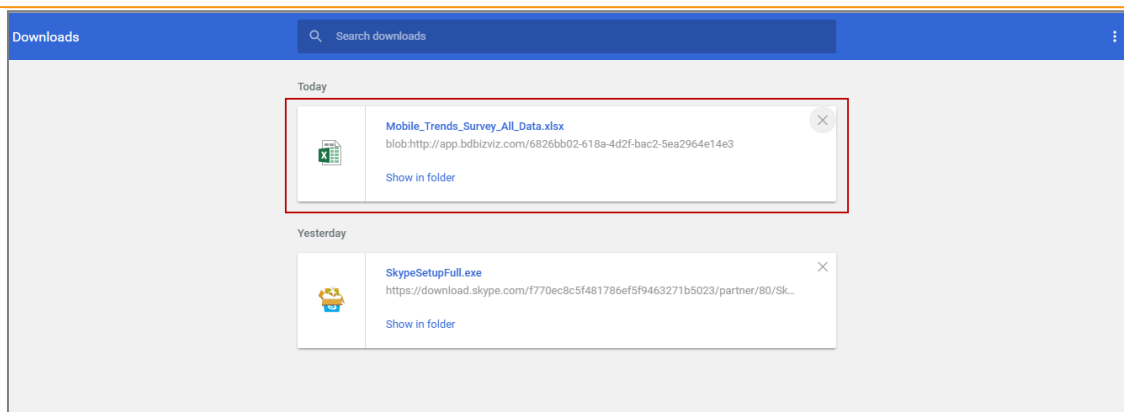 Downloads
Search downloads
Today
Mobile_Trends_Survey_All_Data.xlsx
blob:http://app.bdbizviz.com/6826bb02-618a-4d2f-bac2-5ea2964e14e3
Show in folder
Yesterday
SkypeSetupFull.exe
https://download.skype.com/f770ec8c5f481786ef5f9463271b5023/partner/80/Sk...
Show in folder